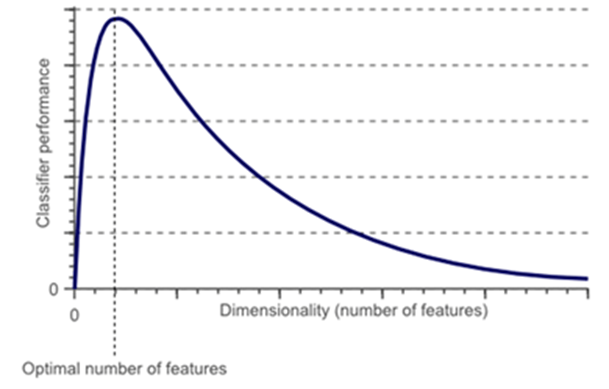 Classifier performance
0
0
Dimensionality (number of features)
Optimal number of features